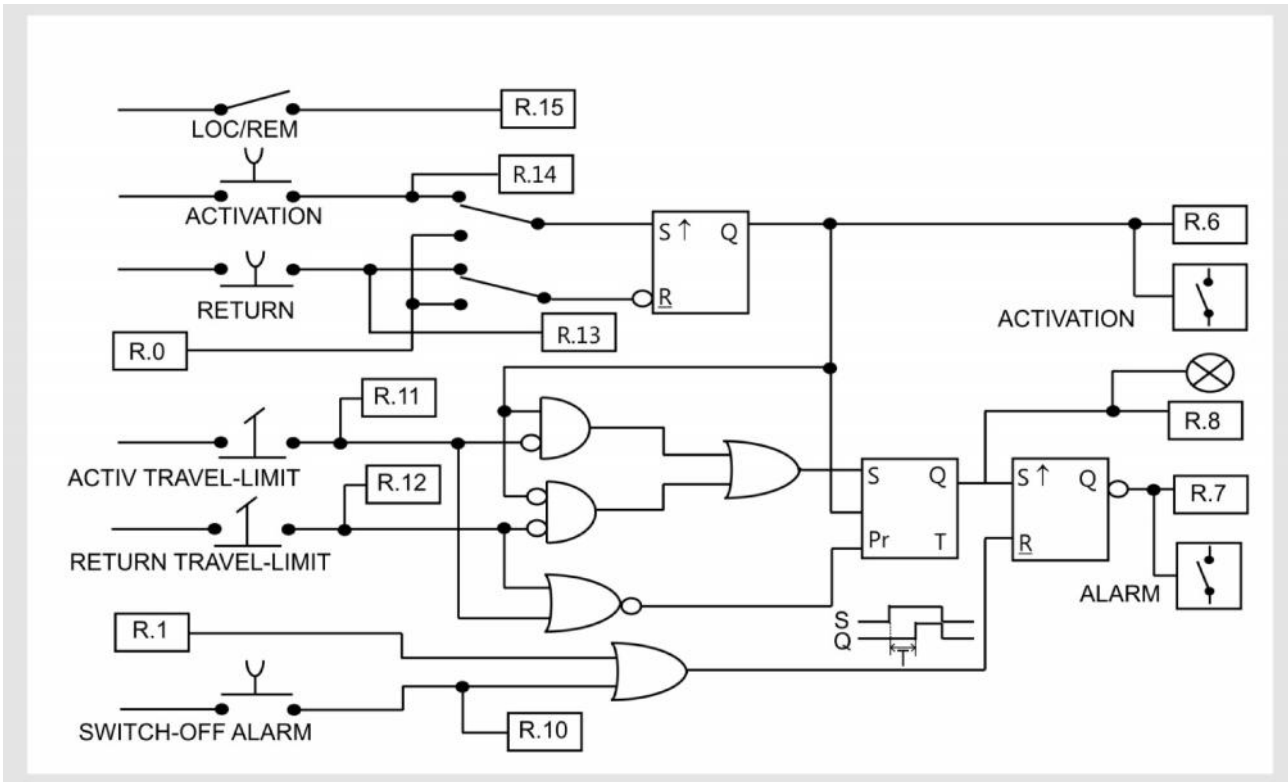 R.15
LOC/REM
R.14
ACTIVATION
S ↑ Q
R.6
RETURN
R
ACTIVATION
R.13
R.0
R.11
R.8
ACTIV TRAVEL-LIMIT
R.12
S Q
S ↑ Q
R.7
RETURN TRAVEL-LIMIT
Pr T
R
ALARM
R.1
S
Q
T
SWITCH-OFF ALARM
R.10